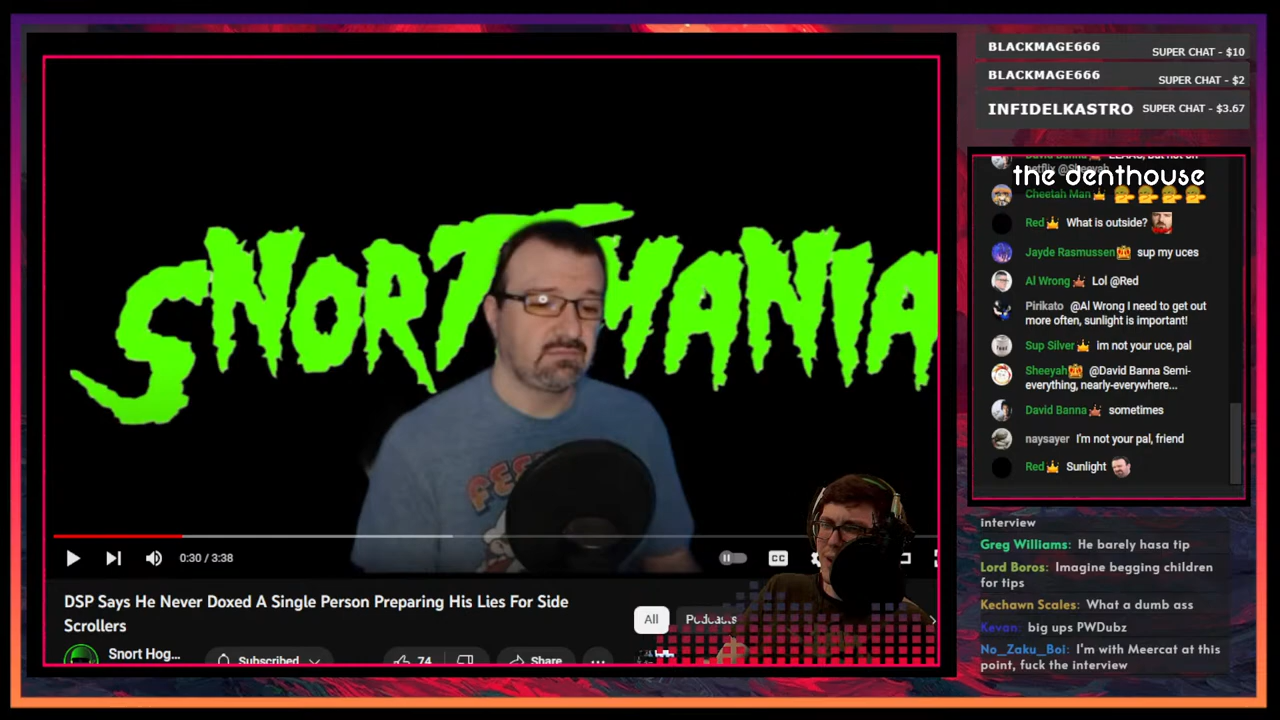 SNORT MANIA
FEE
0:30 / 3:38
CC
DSP Says He Never Doxed A Single Person Preparing His Lies For Side
Scrollers
All
Podcasts
Snort Hog...
Subscribed
74
Share
BLACKMAGE666 SUPER CHAT - $10
BLACKMAGE666 SUPER CHAT - $2
INFIDELKASTRO SUPER CHAT - $3.67
the denthouse
netflix @Sheeyah
Cheetah Man
Red What is outside?
Jayde Rasmussen sup my uces
Al Wrong Lol @Red
Pirikato @Al Wrong I need to get out
more often, sunlight is important!
Sup Silver im not your uce, pal
Sheeyah @David Banna Semi-
everything, nearly-everywhere...
David Banna sometimes
naysayer I'm not your pal, friend
Red Sunlight
interview
Greg Williams: He barely hasa tip
Lord Boros: Imagine begging children
for tips
Kechawn Scales: What a dumb ass
Kevan: big ups PWDubz
No_Zaku_Boi: I'm with Meercat at this
point, fuck the interview